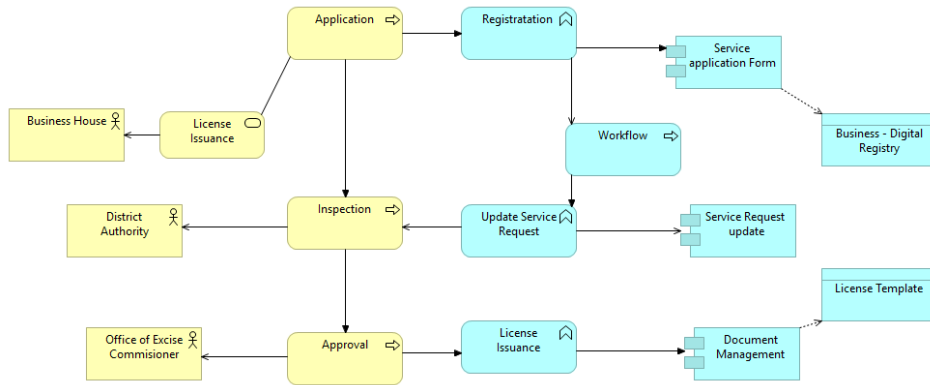 Application
Registratation
Service
application Form
Business House
License
Issuance
Workflow
Business - Digital
Registry
District
Authority
Inspection
Update Service
Request
Service Request
update
License Template
Office of Excise
Commisioner
Approval
License
Issuance
Document
Management